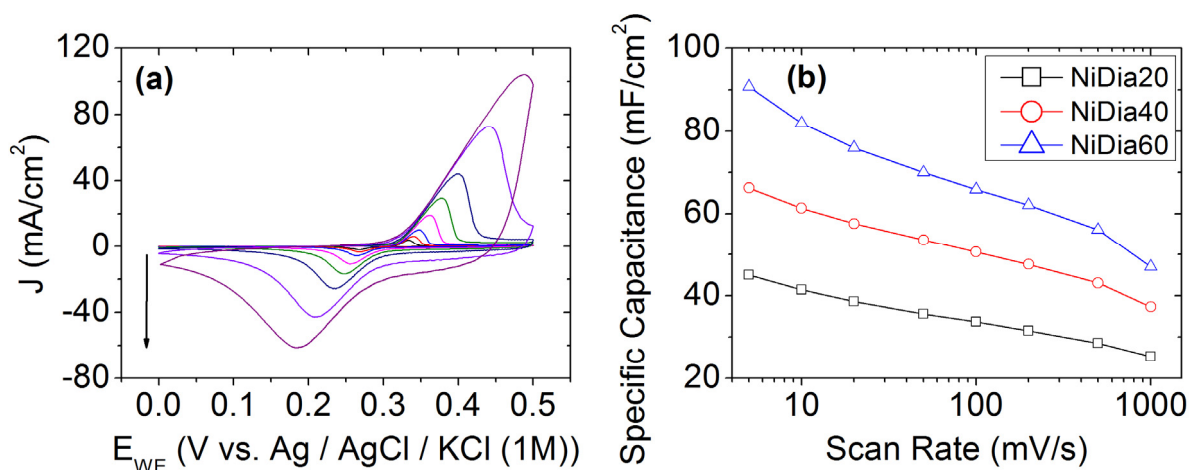 (a)
J (mA/cm²)
120
80
40
0
-40
-80
0.0 0.1 0.2 0.3 0.4 0.5
E_WE (V vs. Ag / AgCl / KCl (1M))
(b)
Specific Capacitance (mF/cm²)
100
80
60
40
20
NiDia20
NiDia40
NiDia60
10 100 1000
Scan Rate (mV/s)